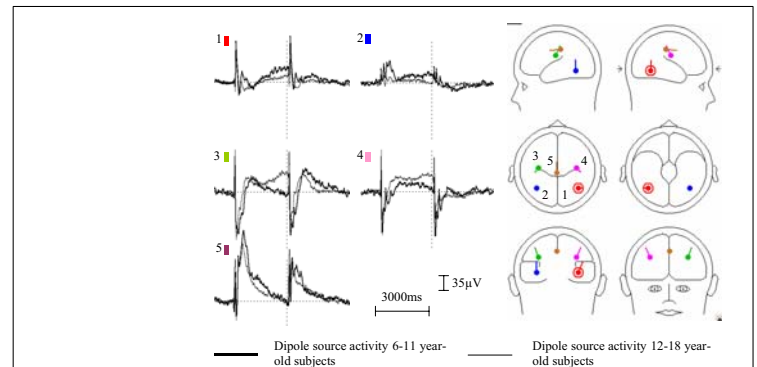 1
2
3
4
5
35µV
3000ms
3
5
4
2
1
Dipole source activity 6-11 year-
old subjects
Dipole source activity 12-18 year-
old subjects